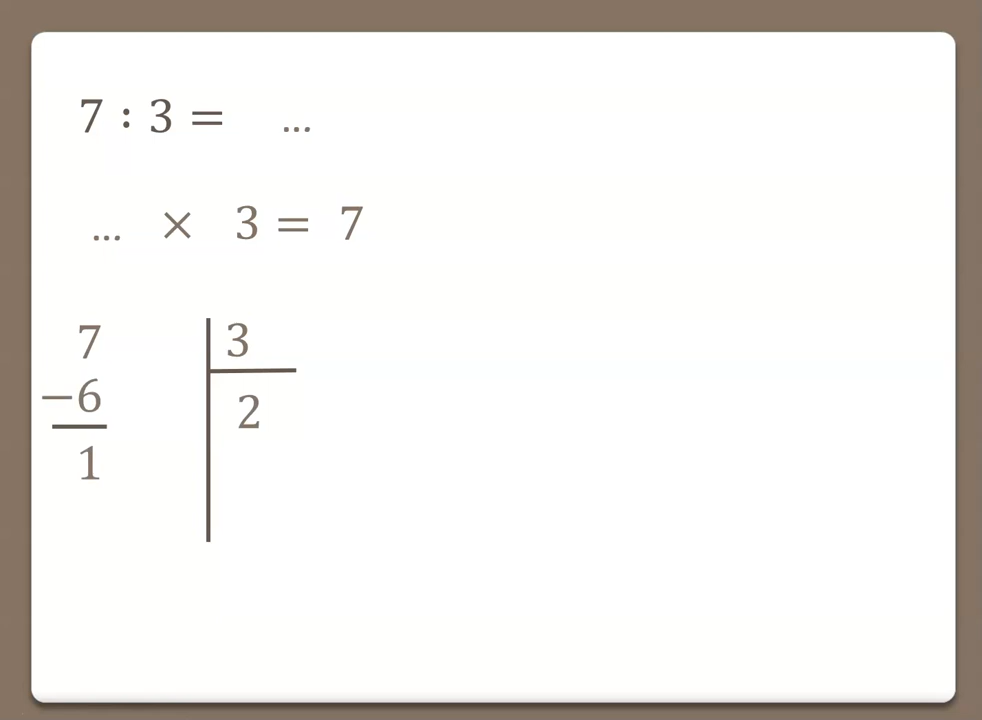 7 : 3 = ...
... × 3 = 7
7 3
−6 2
1